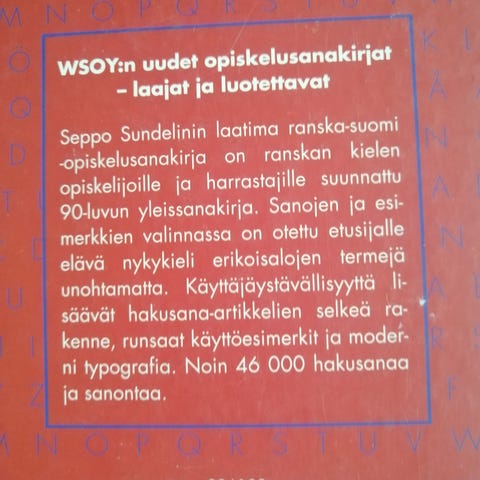 M N O P Q R S T U V
WSOY:n uudet opiskelusanakirjat
– laajat ja luotettavat
Seppo Sundelinin laatima ranska-suomi
-opiskelusanakirja on ranskan kielen
opiskelijoille ja harrastajille suunnattu
90-luvun yleissanakirja. Sanojen ja esi-
merkkien valinnassa on otettu etusijalle
elävä nykykieli erikoisalojen termejä
unohtamatta. Käyttäjäystävällisyyttä li-
säävät hakusana-artikkelien selkeä ra-
kenne, runsaat käyttöesimerkit ja moder-
ni typografia. Noin 46 000 hakusanaa
ja sanontaa.
M N O P Q R S T U V W